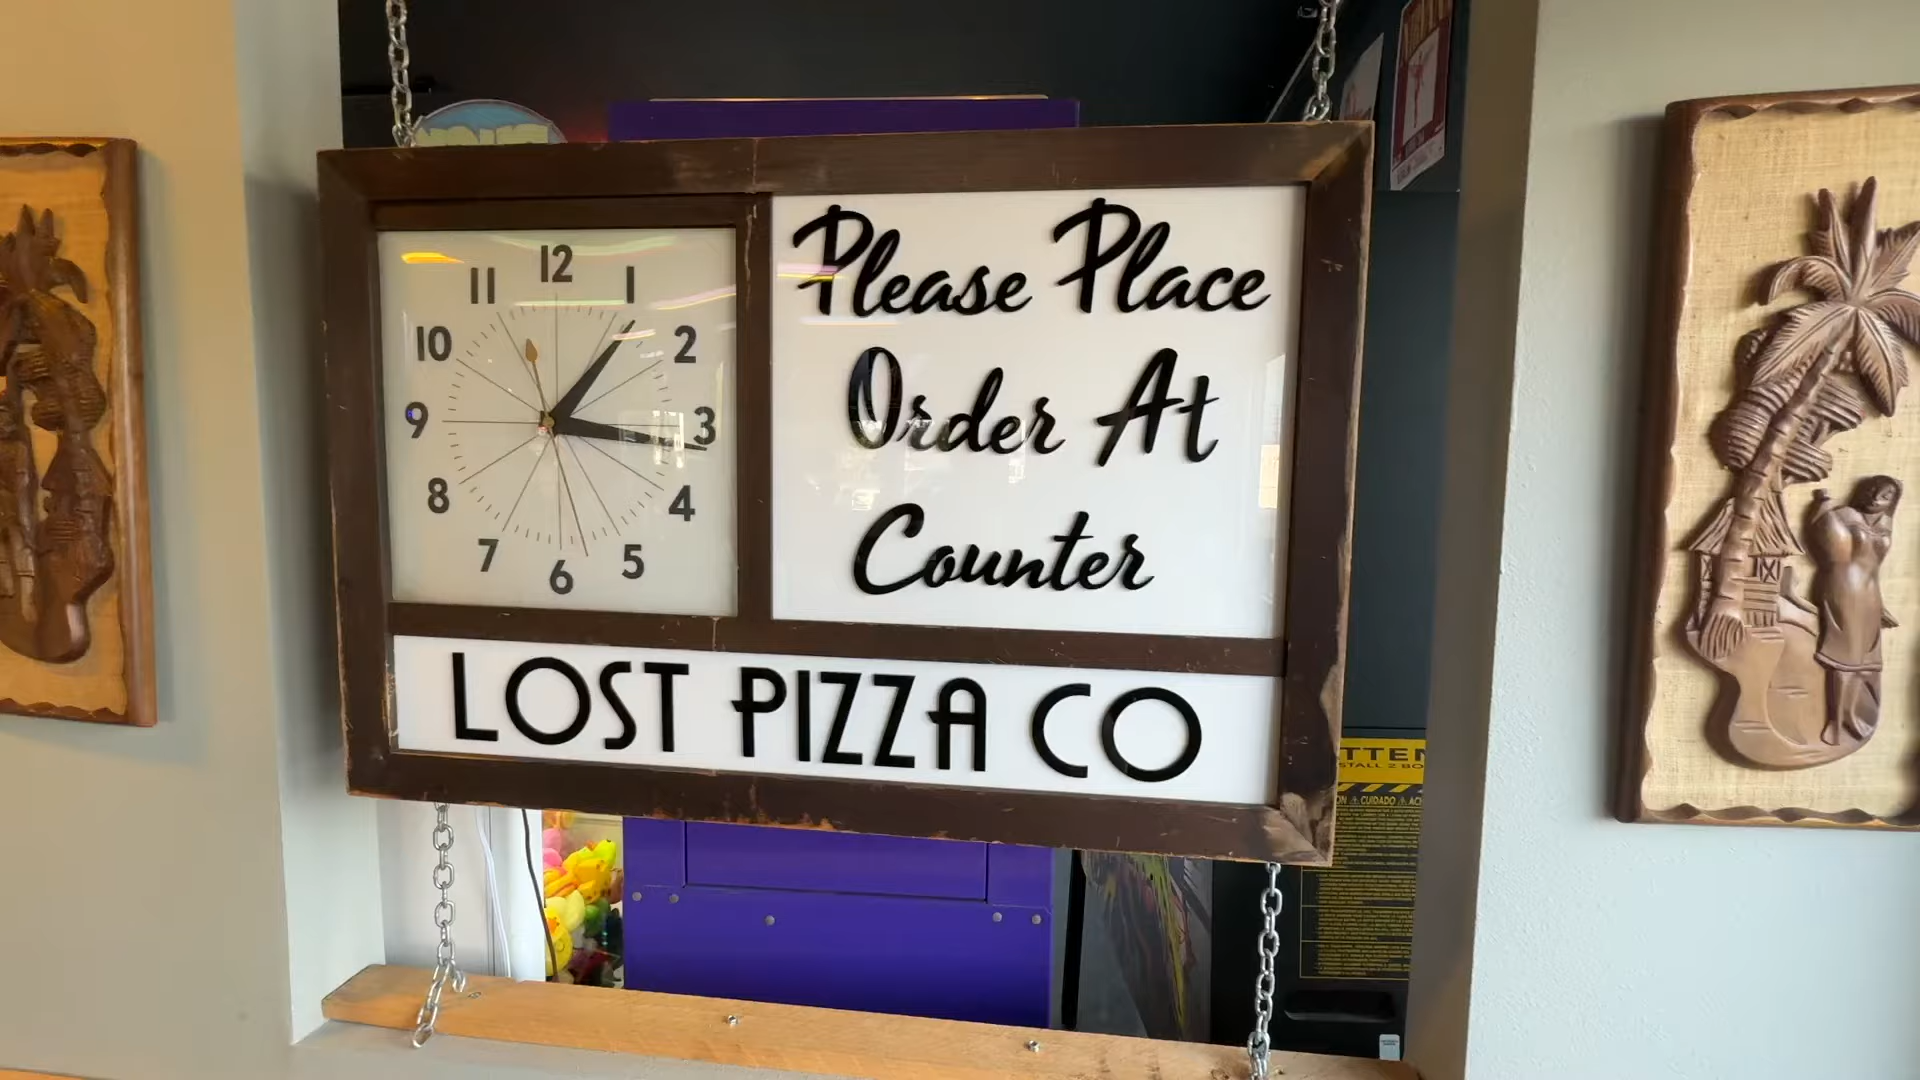 12
11 1
10 2
9 3
8 4
7 5
6
Please Place
Order At
Counter
LOST PIZZA CO
CUIDADO